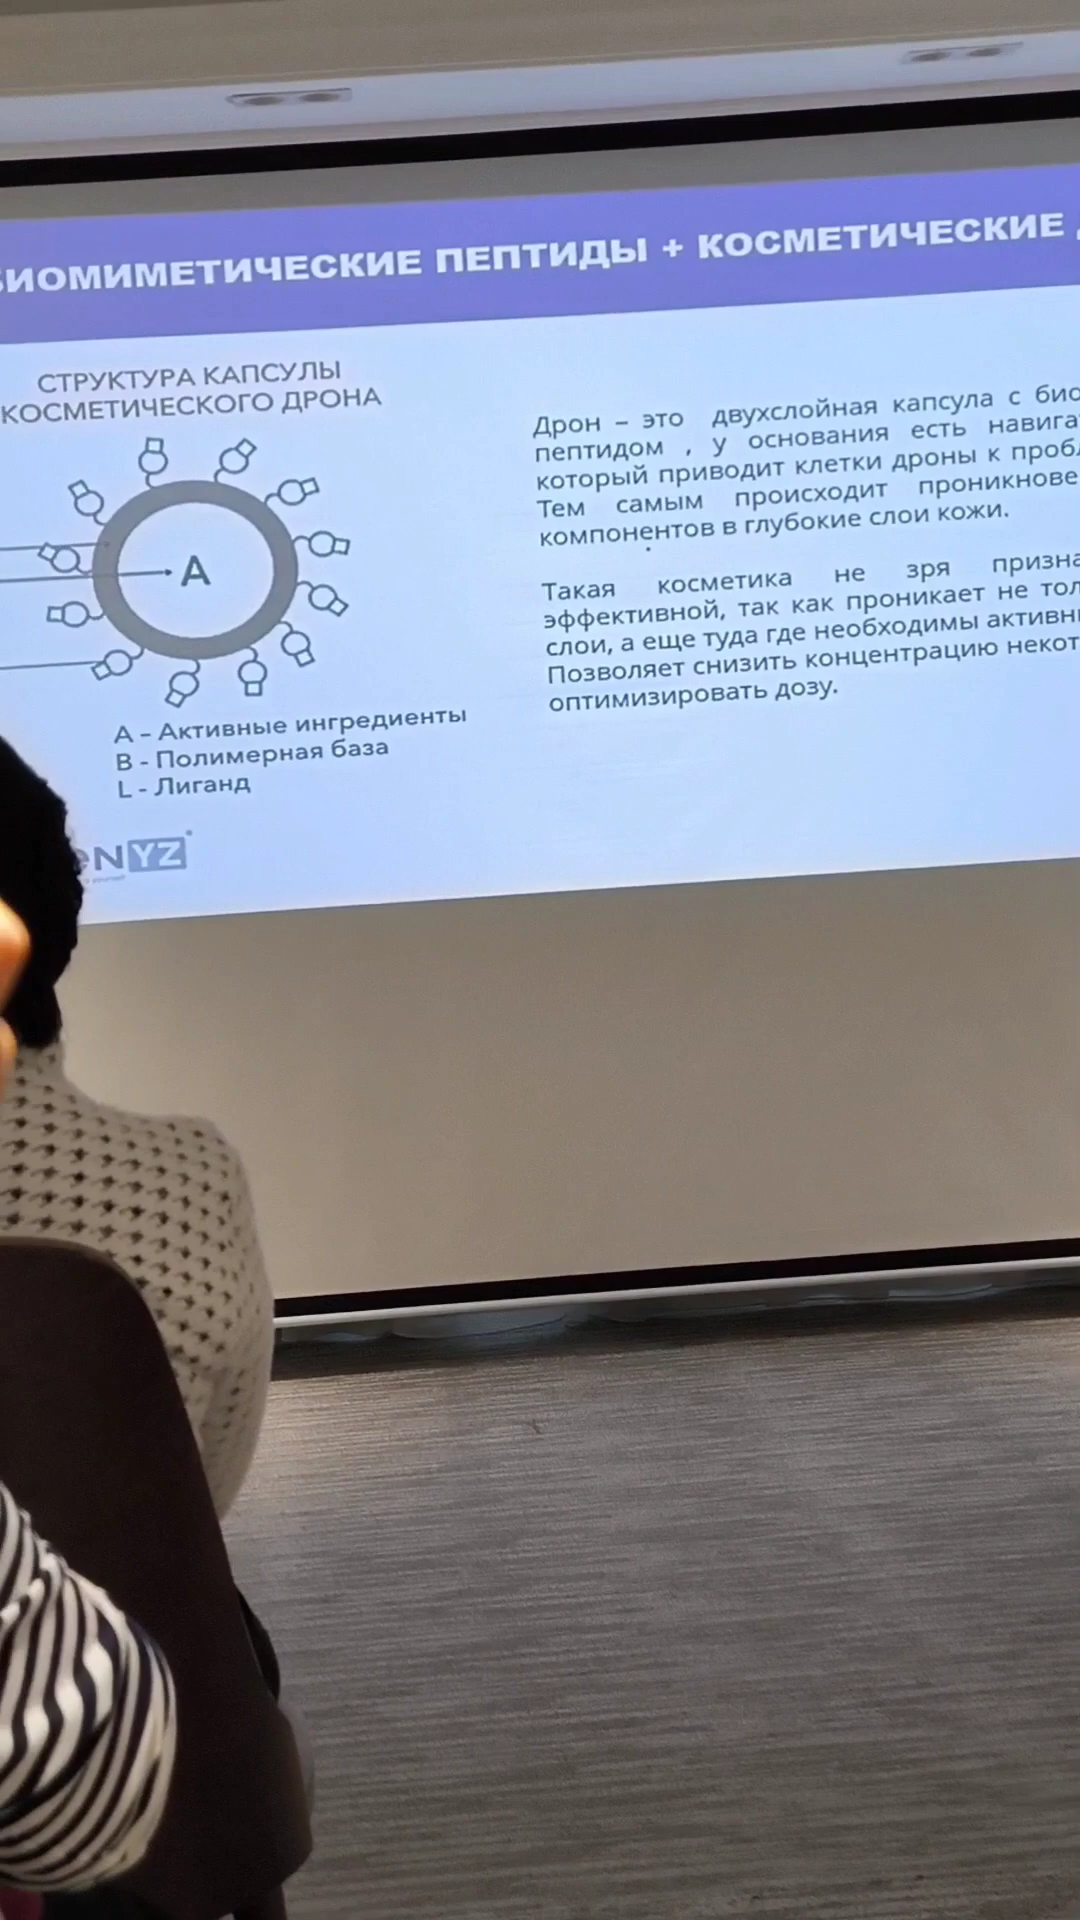 БИОМИМЕТИЧЕСКИЕ ПЕПТИДЫ + КОСМЕТИЧЕСКИЕ
СТРУКТУРА КАПСУЛЫ
КОСМЕТИЧЕСКОГО ДРОНА
A
A – Активные ингредиенты
B - Полимерная база
L - Лиганд
eNYZ
Дрон – это двухслойная капсула с био
пептидом , у основания есть навига
который приводит клетки дроны к проб
Тем самым происходит проникнове
компонентов в глубокие слои кожи.
Такая косметика не зря призна
эффективной, так как проникает не тол
слои, а еще туда где необходимы активн
Позволяет снизить концентрацию некот
оптимизировать дозу.